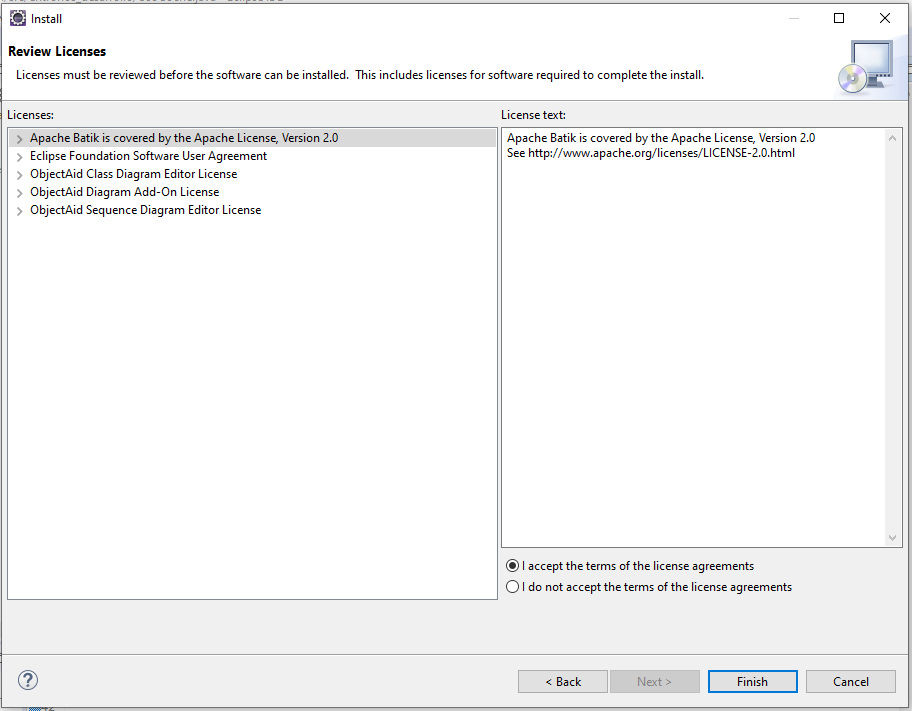 Install
Review Licenses
Licenses must be reviewed before the software can be installed. This includes licenses for software required to complete the install.
Licenses:
Apache Batik is covered by the Apache License, Version 2.0
Eclipse Foundation Software User Agreement
ObjectAid Class Diagram Editor License
ObjectAid Diagram Add-On License
ObjectAid Sequence Diagram Editor License
License text:
Apache Batik is covered by the Apache License, Version 2.0
See http://www.apache.org/licenses/LICENSE-2.0.html
I accept the terms of the license agreements
I do not accept the terms of the license agreements
?
< Back
Next >
Finish
Cancel